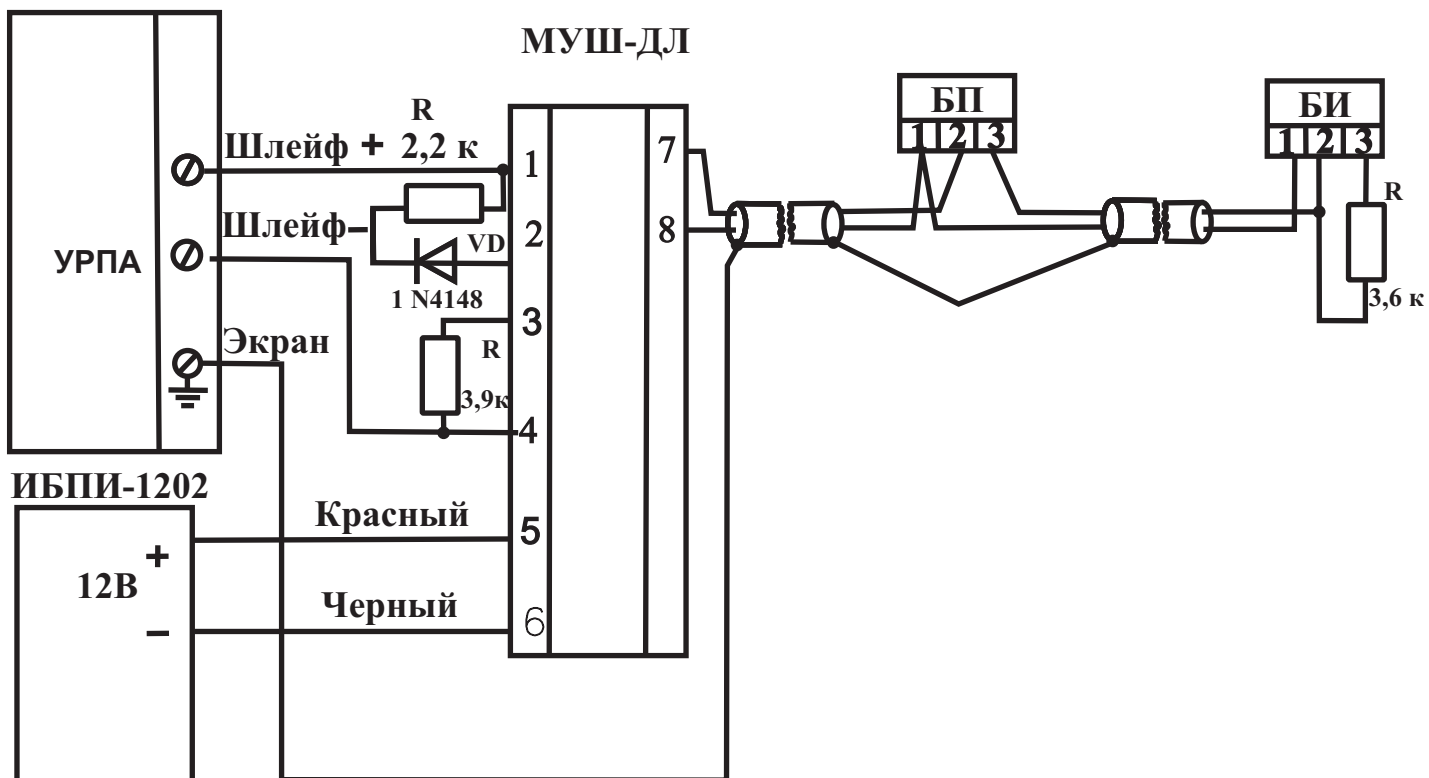 МУШ-ДЛ
R
Шлейф + 2,2 к
Шлейф-
УРПА
VD
1 N4148
Экран
R
3,9к
1
2
3
4
5
6
7
8
БП
1 2 3
БИ
1 2 3
R
3,6 к
ИБПИ-1202
+
12В
–
Красный
Черный